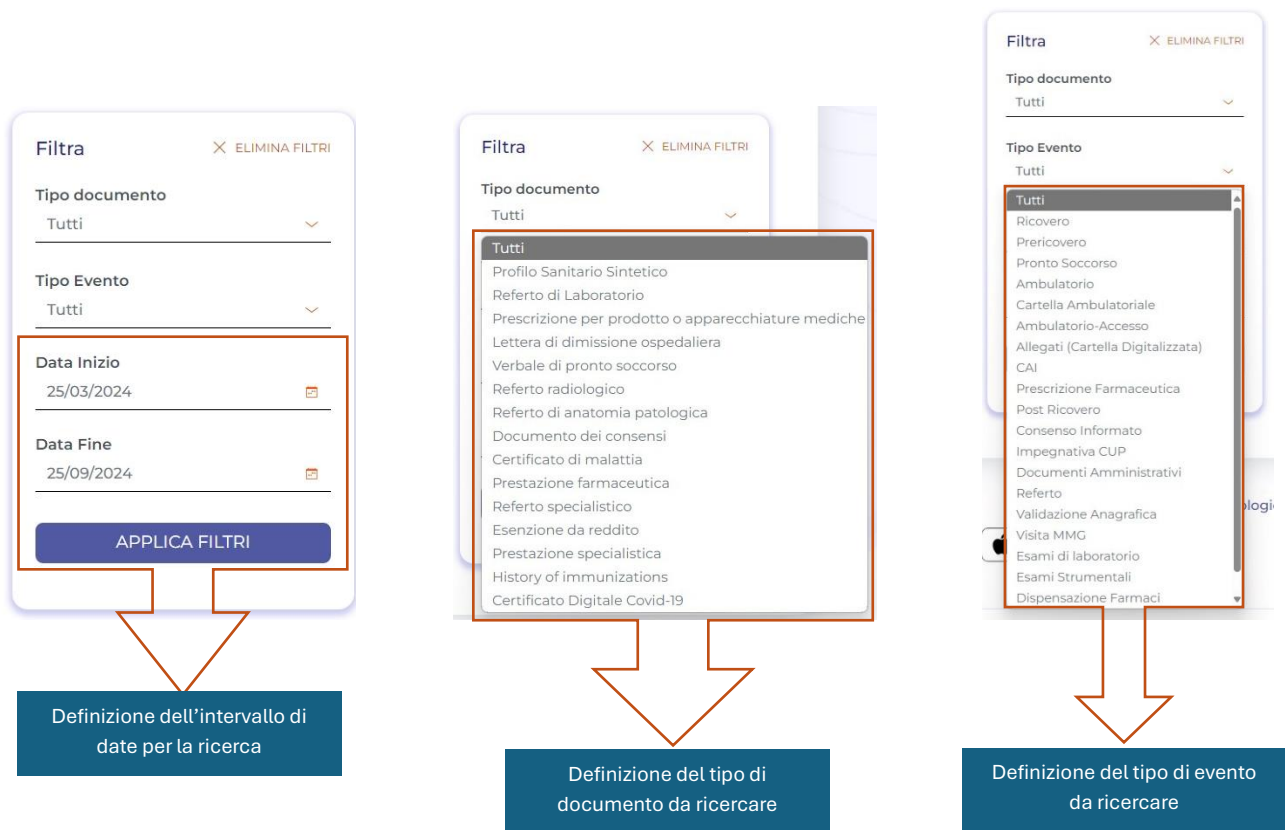 Filtra
ELIMINA FILTRI
Tipo documento
Tutti
Tipo Evento
Tutti
Data Inizio
25/03/2024
Data Fine
25/09/2024
APPLICA FILTRI
Definizione dell’intervallo di
date per la ricerca
Filtra
ELIMINA FILTRI
Tipo documento
Tutti
Tutti
Profilo Sanitario Sintetico
Referto di Laboratorio
Prescrizione per prodotto o apparecchiature mediche
Lettera di dimissione ospedaliera
Verbale di pronto soccorso
Referto radiologico
Referto di anatomia patologica
Documento dei consensi
Certificato di malattia
Prestazione farmaceutica
Referto specialistico
Esenzione da reddito
Prestazione specialistica
History of immunizations
Certificato Digitale Covid-19
Definizione del tipo di
documento da ricercare
Filtra
ELIMINA FILTRI
Tipo documento
Tutti
Tipo Evento
Tutti
Tutti
Ricovero
Prericovero
Pronto Soccorso
Ambulatorio
Cartella Ambulatoriale
Ambulatorio-Accesso
Allegati (Cartella Digitalizzata)
CAI
Prescrizione Farmaceutica
Post Ricovero
Consenso Informato
Impegnativa CUP
Documenti Amministrativi
Referto
Validazione Anagrafica
Visita MMG
Esami di laboratorio
Esami Strumentali
Dispensazione Farmaci
Definizione del tipo di evento
da ricercare